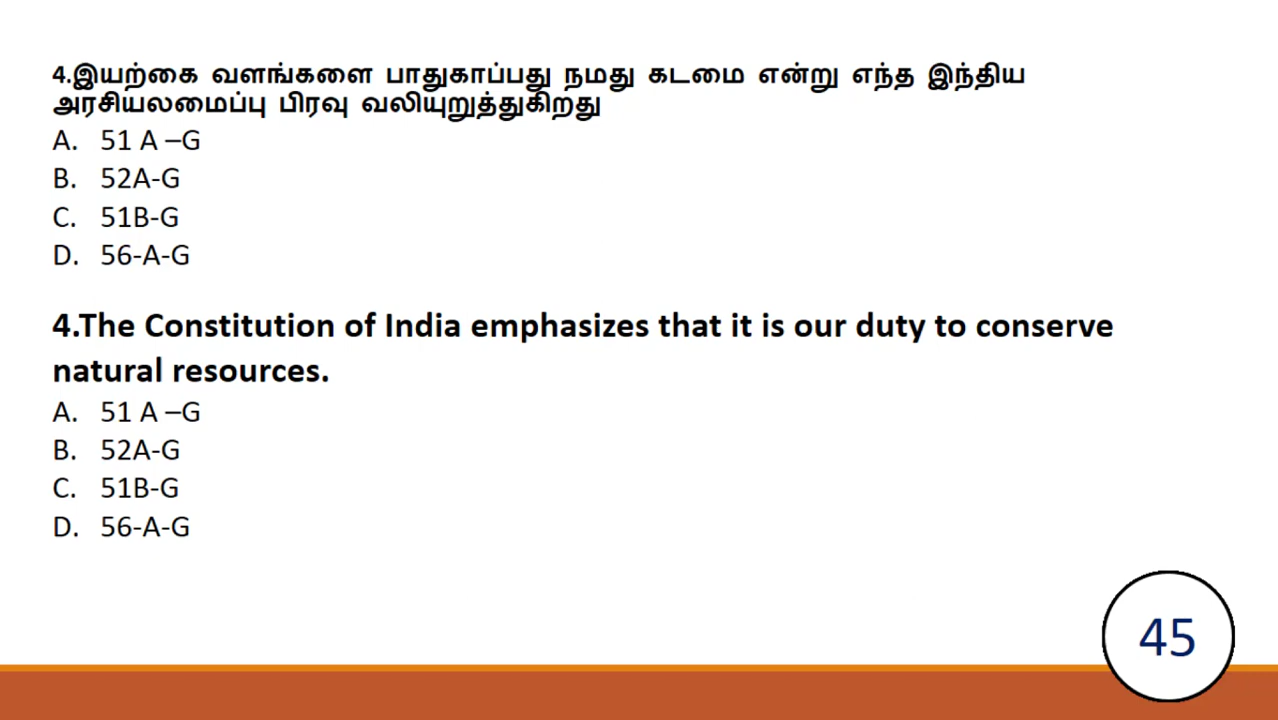 4.இயற்கை வளங்களை பாதுகாப்பது நமது கடமை என்று எந்த இந்திய
அரசியலமைப்பு பிரவு வலியுறுத்துகிறது
A. 51 A –G
B. 52A-G
C. 51B-G
D. 56-A-G
4.The Constitution of India emphasizes that it is our duty to conserve
natural resources.
A. 51 A –G
B. 52A-G
C. 51B-G
D. 56-A-G
45